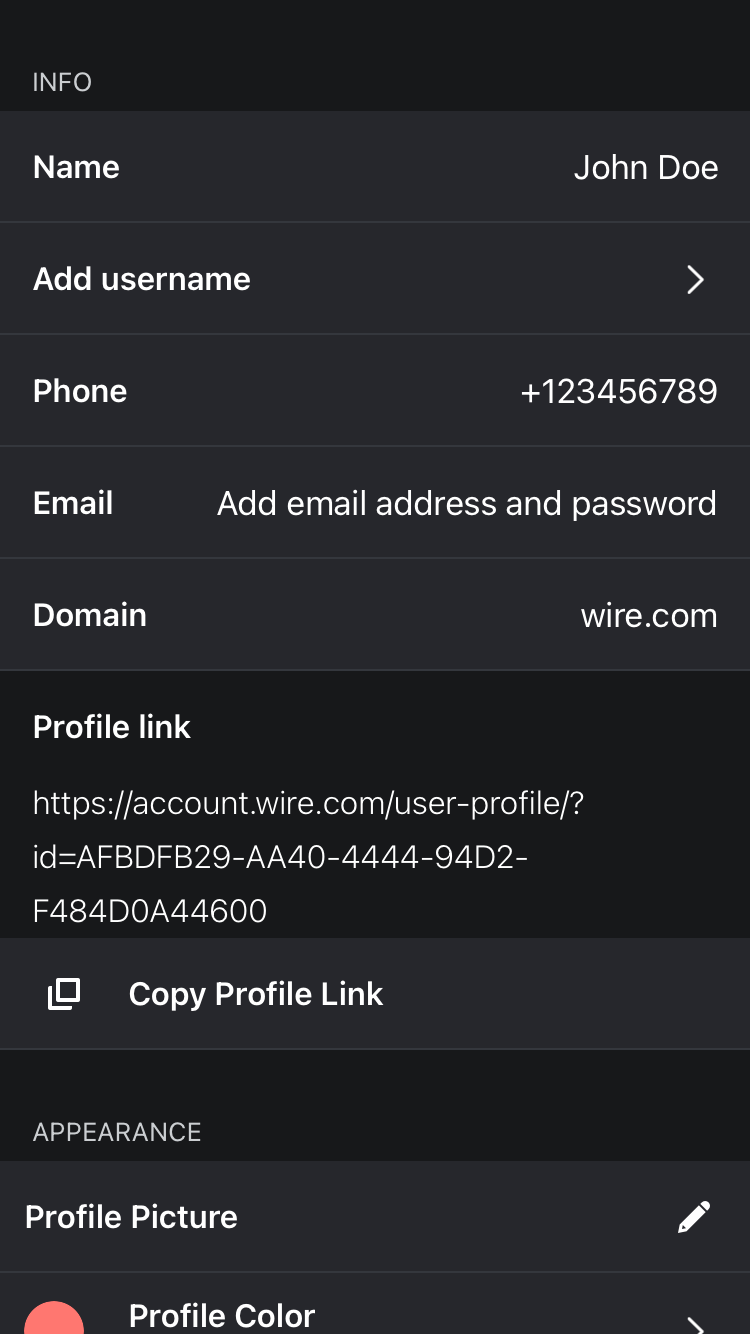 INFO
Name John Doe
Add username
Phone +123456789
Email Add email address and password
Domain wire.com
Profile link
https://account.wire.com/user-profile/?
id=AFBDFB29-AA40-4444-94D2-
F484D0A44600
Copy Profile Link
APPEARANCE
Profile Picture
Profile Color